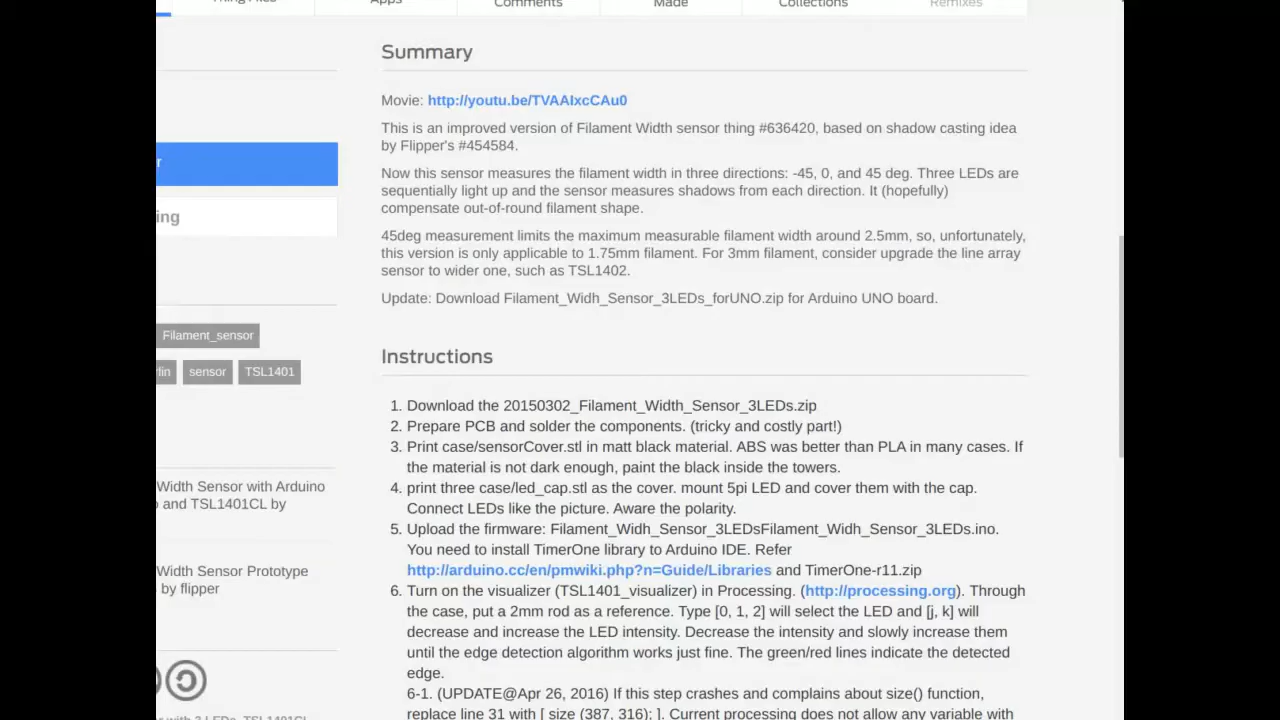 Thing Files
Apps
Comments
Made
Collections
Remixes
Summary
Movie: http://youtu.be/TVAAIxcCAu0
This is an improved version of Filament Width sensor thing #636420, based on shadow casting idea
by Flipper's #454584.
r
Now this sensor measures the filament width in three directions: -45, 0, and 45 deg. Three LEDs are
sequentially light up and the sensor measures shadows from each direction. It (hopefully)
compensate out-of-round filament shape.
ing
45deg measurement limits the maximum measurable filament width around 2.5mm, so, unfortunately,
this version is only applicable to 1.75mm filament. For 3mm filament, consider upgrade the line array
sensor to wider one, such as TSL1402.
Update: Download Filament_Widh_Sensor_3LEDs_forUNO.zip for Arduino UNO board.
Filament_sensor
rlin sensor TSL1401
Instructions
1. Download the 20150302_Filament_Width_Sensor_3LEDs.zip
2. Prepare PCB and solder the components. (tricky and costly part!)
3. Print case/sensorCover.stl in matt black material. ABS was better than PLA in many cases. If
the material is not dark enough, paint the black inside the towers.
4. print three case/led_cap.stl as the cover. mount 5pi LED and cover them with the cap.
Connect LEDs like the picture. Aware the polarity.
5. Upload the firmware: Filament_Widh_Sensor_3LEDsFilament_Widh_Sensor_3LEDs.ino.
You need to install TimerOne library to Arduino IDE. Refer
http://arduino.cc/en/pmwiki.php?n=Guide/Libraries and TimerOne-r11.zip
6. Turn on the visualizer (TSL1401_visualizer) in Processing. (http://processing.org). Through
the case, put a 2mm rod as a reference. Type [0, 1, 2] will select the LED and [j, k] will
decrease and increase the LED intensity. Decrease the intensity and slowly increase them
until the edge detection algorithm works just fine. The green/red lines indicate the detected
edge.
6-1. (UPDATE@Apr 26, 2016) If this step crashes and complains about size() function,
replace line 31 with [ size (387, 316); ]. Current processing does not allow any variable with
Width Sensor with Arduino
and TSL1401CL by
Width Sensor Prototype
by flipper
r with 3 LEDs, TSL1401CL